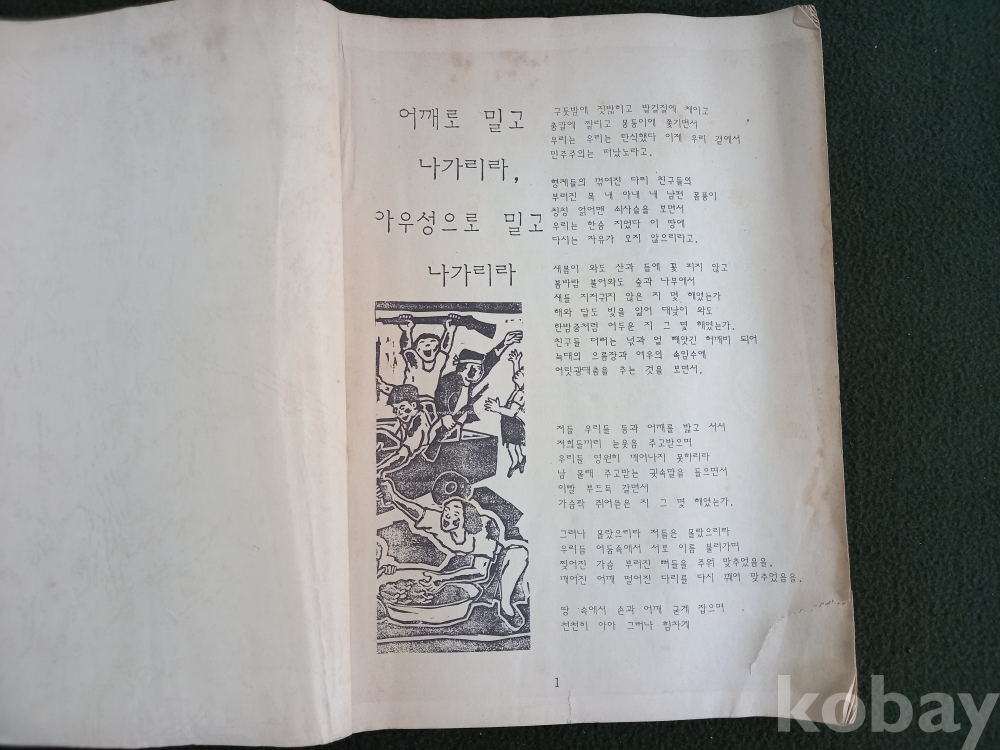 어깨로 밀고
나가리라,
아우성으로 밀고
나가리라
구둣발에 짓밟히고 발길질에 채이고
총칼에 찔리고 몽둥이에 쫓기면서
우리는 우리는 탄식했다 이제 우리 곁에서
민주주의는 떠났노라고.
형제들의 꺾어진 다리 친구들의
부러진 목 내 아내 내 남편 몸뚱이
칭칭 얽어맨 쇠사슬을 보면서
우리는 한숨 지었다 이 땅에
다시는 자유가 오지 않으리라고.
새봄이 와도 산과 들에 꽃 피지 않고
봄바람 불어와도 숲과 나무에서
새들 지저귀지 않은 지 몇 해였는가
해와 달도 빛을 잃어 대낮이 와도
한밤중처럼 어두운 지 그 몇 해였는가.
친구들 더러는 넋과 얼 빼앗긴 허깨비 되어
늑대의 으름장과 여우의 속임수에
어릿광대춤을 추는 것을 보면서,
저들 우리들 등과 어깨를 밟고 서서
저희들끼리 눈웃음 주고받으며
우리들 영원히 깨어나지 못하리라
남 몰래 주고받는 귓속말을 들으면서
이빨 부드득 갈면서
가슴팍 쥐어뜯은 지 그 몇 해였는가.
그러나 몰랐으리라 저들은 몰랐으리라
우리들 어둠속에서 서로 이름 불러가며
찢어진 가슴 부러진 뼈들을 주워 맞추었음을.
깨어진 어깨 떨어진 다리를 다시 꿰어 맞추었음을.
땅 속에서 손과 어깨 굳게 잡으며
천천히 아아 그러나 힘차게
1
kobay